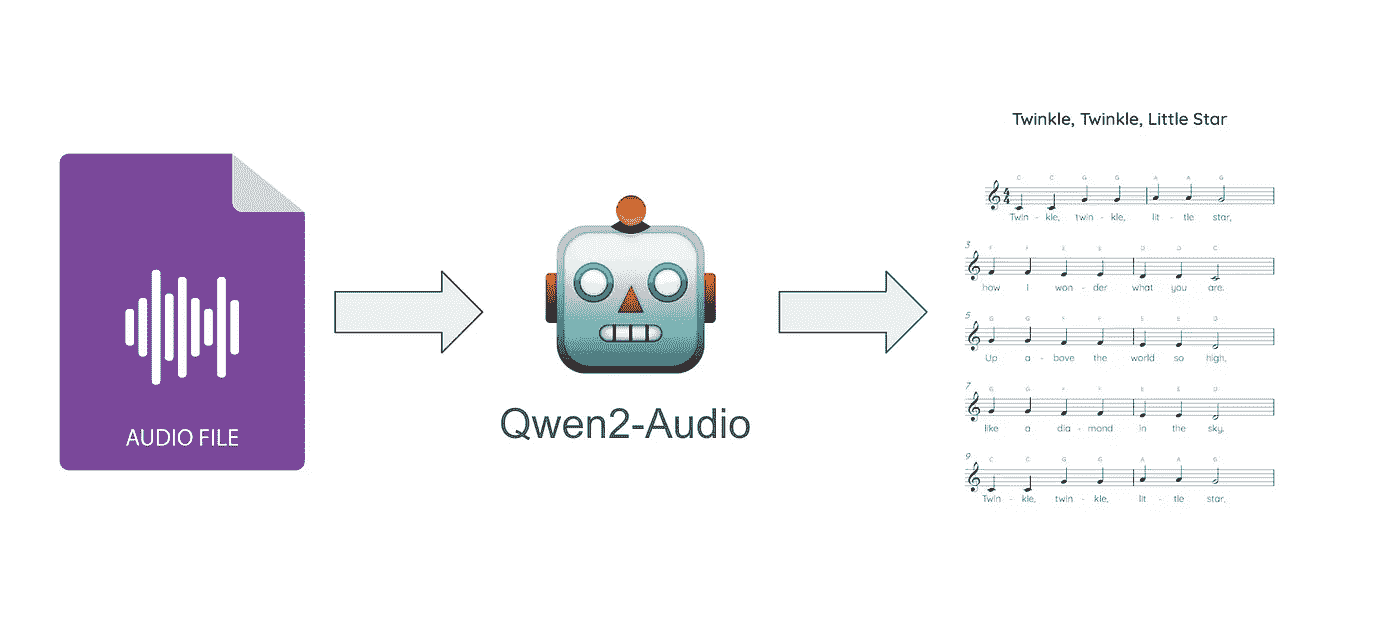 AUDIO FILE
Qwen2-Audio
Twinkle, Twinkle, Little Star
C C G G A A G
4
4
Twin - kle, twin - kle, lit - tle star,
3
F F E E D D C
how I won - der what you are.
5
G G F F E E D
Up a - bove the world so high,
7
G G F F E E D
like a dia - mond in the sky.
9
C C G G A A G
Twin - kle, twin - kle, lit - tle star,